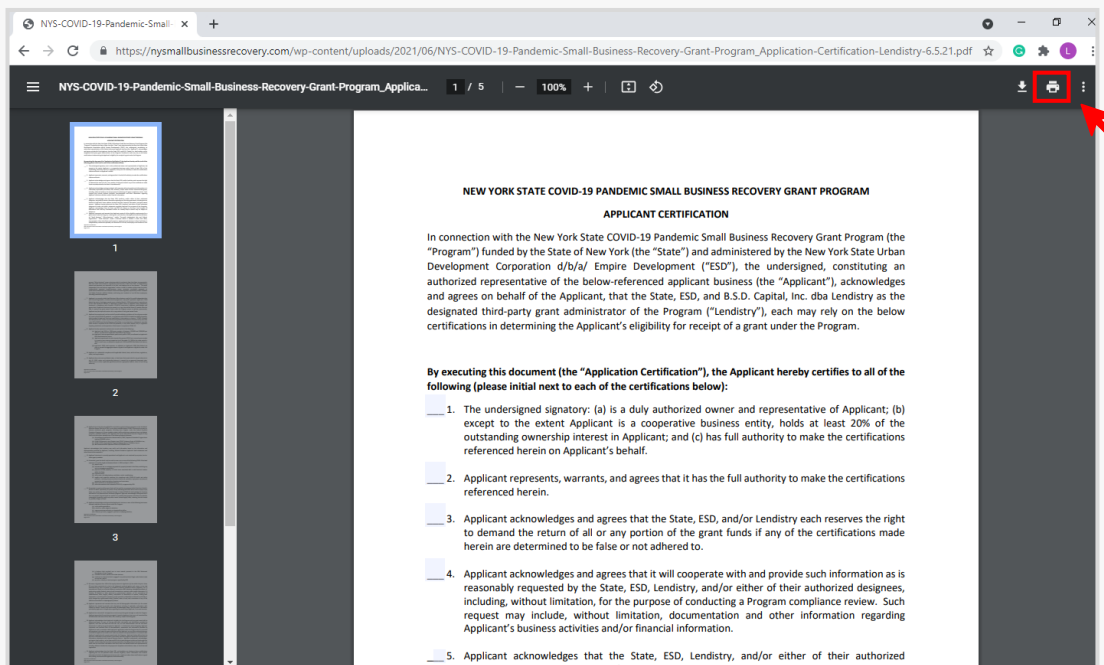 NYS-COVID-19-Pandemic-Small-
https://nysmallbusinessrecovery.com/wp-content/uploads/2021/06/NYS-COVID-19-Pandemic-Small-Business-Recovery-Grant-Program_Application-Certification-Lendistry-6.5.21.pdf
L
NYS-COVID-19-Pandemic-Small-Business-Recovery-Grant-Program_Applica... 1 / 5 100%
1
2
3
NEW YORK STATE COVID-19 PANDEMIC SMALL BUSINESS RECOVERY GRANT PROGRAM
APPLICANT CERTIFICATION
In connection with the New York State COVID-19 Pandemic Small Business Recovery Grant Program (the
“Program”) funded by the State of New York (the “State”) and administered by the New York State Urban
Development Corporation d/b/a/ Empire Development (“ESD”), the undersigned, constituting an
authorized representative of the below-referenced applicant business (the “Applicant”), acknowledges
and agrees on behalf of the Applicant, that the State, ESD, and B.S.D. Capital, Inc. dba Lendistry as the
designated third-party grant administrator of the Program (“Lendistry”), each may rely on the below
certifications in determining the Applicant’s eligibility for receipt of a grant under the Program.
By executing this document (the “Application Certification”), the Applicant hereby certifies to all of the
following (please initial next to each of the certifications below):
___1. The undersigned signatory: (a) is a duly authorized owner and representative of Applicant; (b)
except to the extent Applicant is a cooperative business entity, holds at least 20% of the
outstanding ownership interest in Applicant; and (c) has full authority to make the certifications
referenced herein on Applicant’s behalf.
___2. Applicant represents, warrants, and agrees that it has the full authority to make the certifications
referenced herein.
___3. Applicant acknowledges and agrees that the State, ESD, and/or Lendistry each reserves the right
to demand the return of all or any portion of the grant funds if any of the certifications made
herein are determined to be false or not adhered to.
___4. Applicant acknowledges and agrees that it will cooperate with and provide such information as is
reasonably requested by the State, ESD, Lendistry, and/or either of their authorized designees,
including, without limitation, for the purpose of conducting a Program compliance review. Such
request may include, without limitation, documentation and other information regarding
Applicant’s business activities and/or financial information.
___5. Applicant acknowledges that the State, ESD, Lendistry, and/or either of their authorized